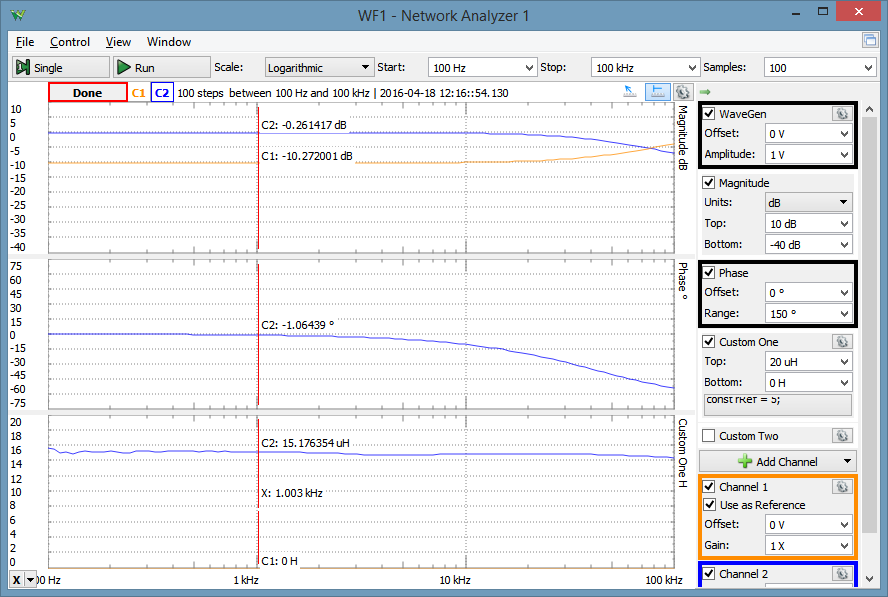 WF1 - Network Analyzer 1
File Control View Window
Single Run Scale: Logarithmic Start: 100 Hz Stop: 100 kHz Samples: 100
Done C1 C2 100 steps between 100 Hz and 100 kHz | 2016-04-18 12:16:54.130
10
5
0
-5
-10
-15
-20
-25
-30
-35
-40
C2: -0.261417 dB
C1: -10.272001 dB
Magnitude dB
75
60
45
30
15
0
-15
-30
-45
-60
-75
C2: -1.06439 °
Phase °
20
18
16
14
12
10
8
6
4
2
0
C2: 15.176354 uH
X: 1.003 kHz
C1: 0 H
Custom One H
X 00 Hz 1 kHz 10 kHz 100 kHz
WaveGen
Offset: 0 V
Amplitude: 1 V
Magnitude
Units: dB
Top: 10 dB
Bottom: -40 dB
Phase
Offset: 0 °
Range: 150 °
Custom One
Top: 20 uH
Bottom: 0 H
const rRef = 5;
Custom Two
Add Channel
Channel 1
Use as Reference
Offset: 0 V
Gain: 1 X
Channel 2